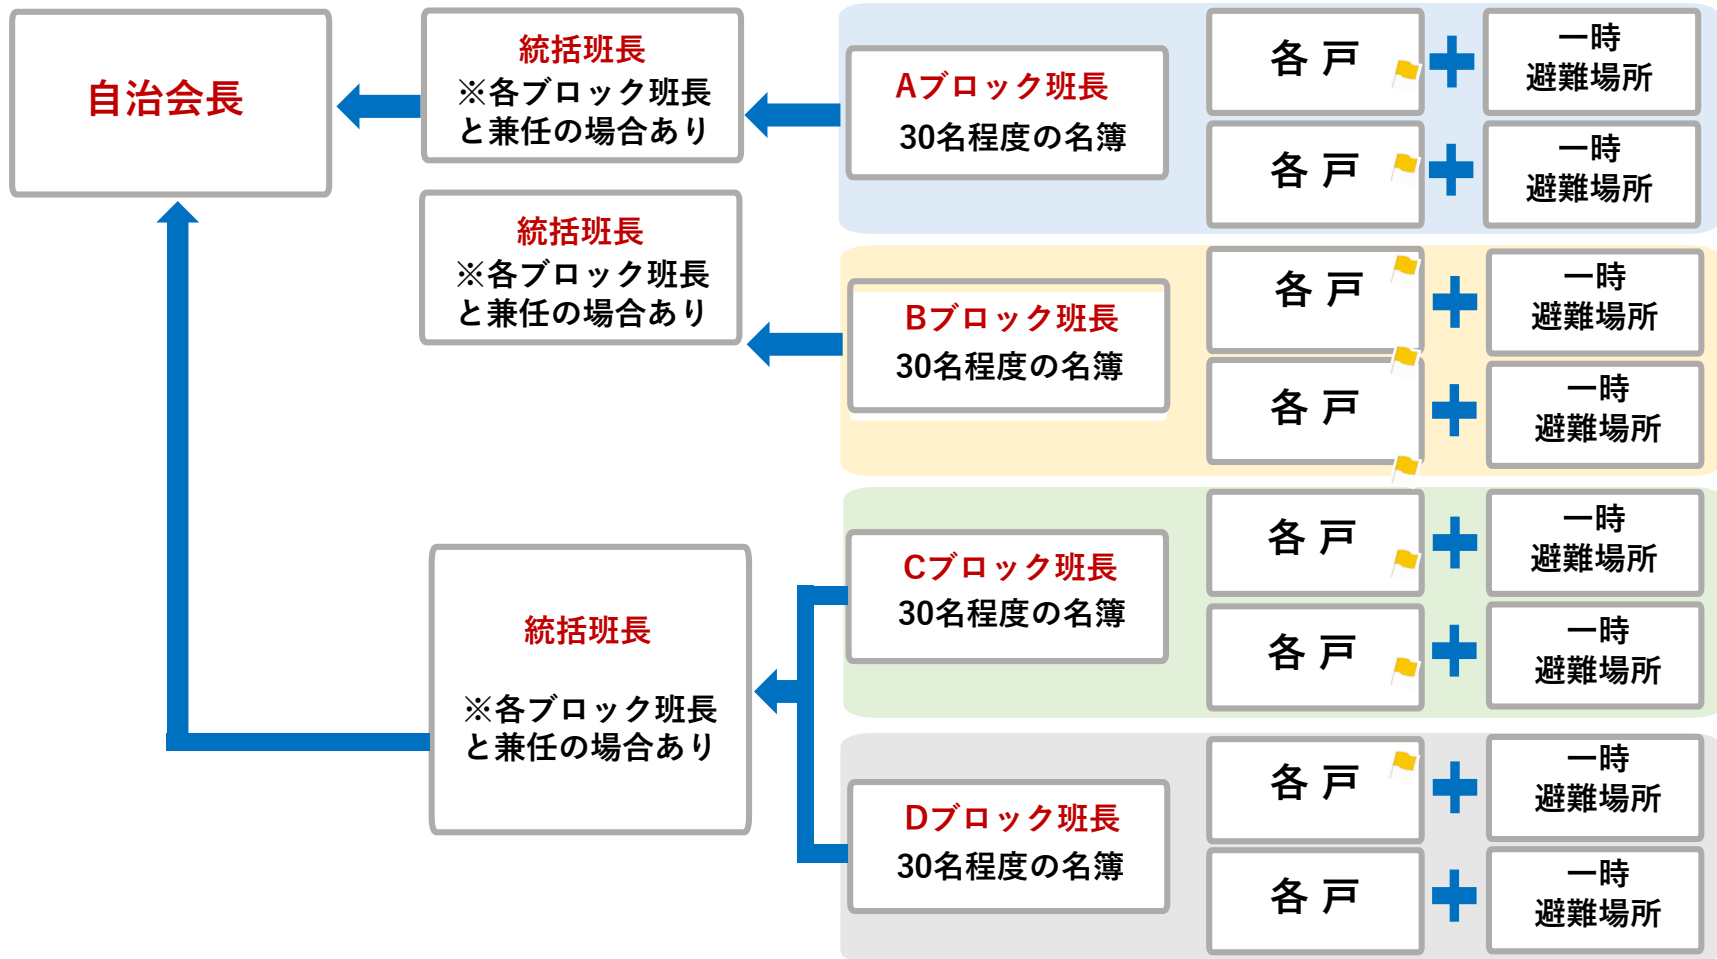 自治会長
統括班長
※各ブロック班長
と兼任の場合あり
Aブロック班長
30名程度の名簿
各 戸
一時
避難場所
各 戸
一時
避難場所
統括班長
※各ブロック班長
と兼任の場合あり
Bブロック班長
30名程度の名簿
各 戸
一時
避難場所
各 戸
一時
避難場所
統括班長
※各ブロック班長
と兼任の場合あり
Cブロック班長
30名程度の名簿
各 戸
一時
避難場所
各 戸
一時
避難場所
Dブロック班長
30名程度の名簿
各 戸
一時
避難場所
各 戸
一時
避難場所